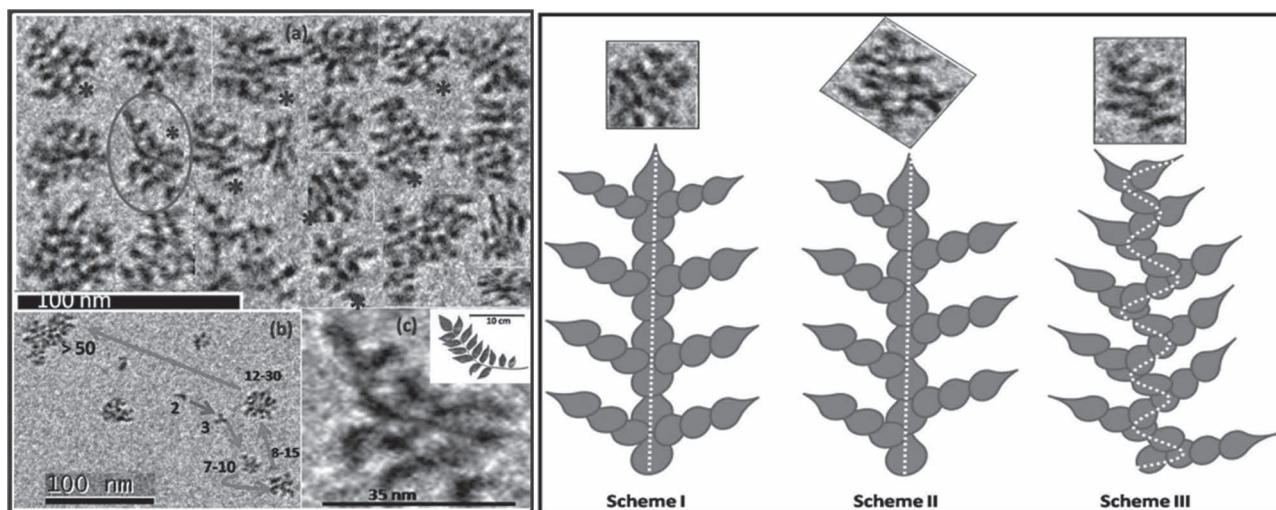 (a)
100 nm
(b)
> 50
12-30
2
3
7-10
8-15
100 nm
(c)
10 cm
35 nm
Scheme I
Scheme II
Scheme III